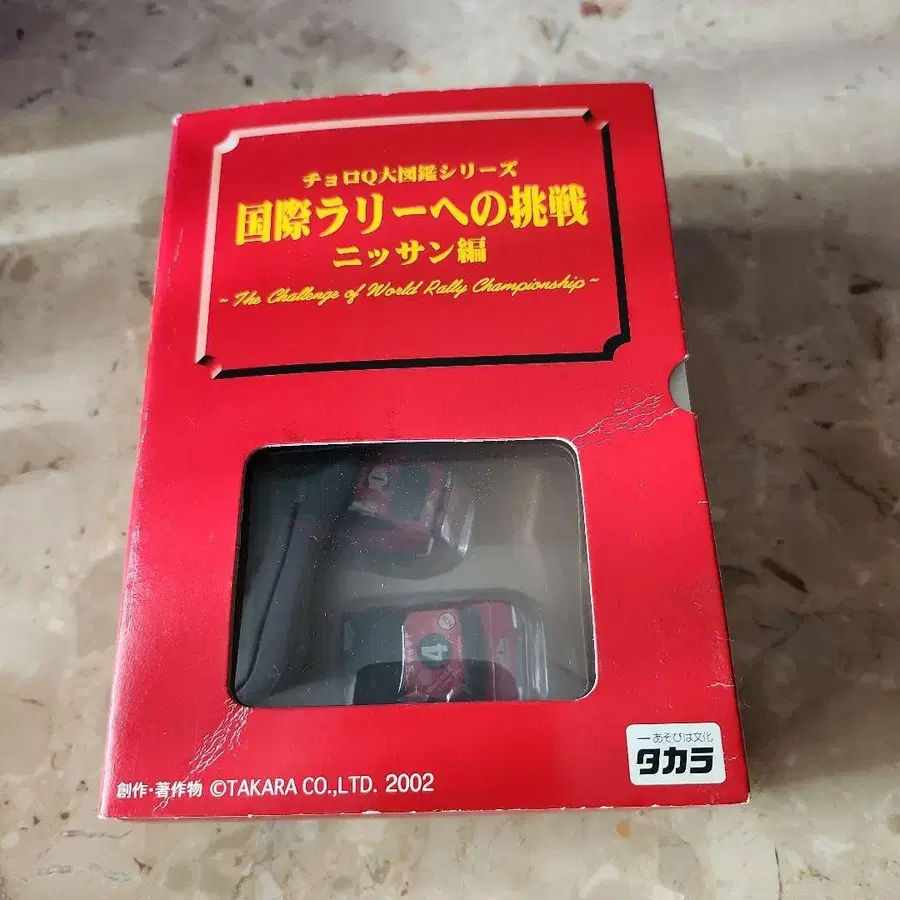 チョロQ大図鑑シリーズ
国際ラリーへの挑戦
ニッサン編
~The Challenge of World Rally Championship~
4
創作・著作物 ©TAKARA CO.,LTD. 2002
ーあそびは文化
タカラ